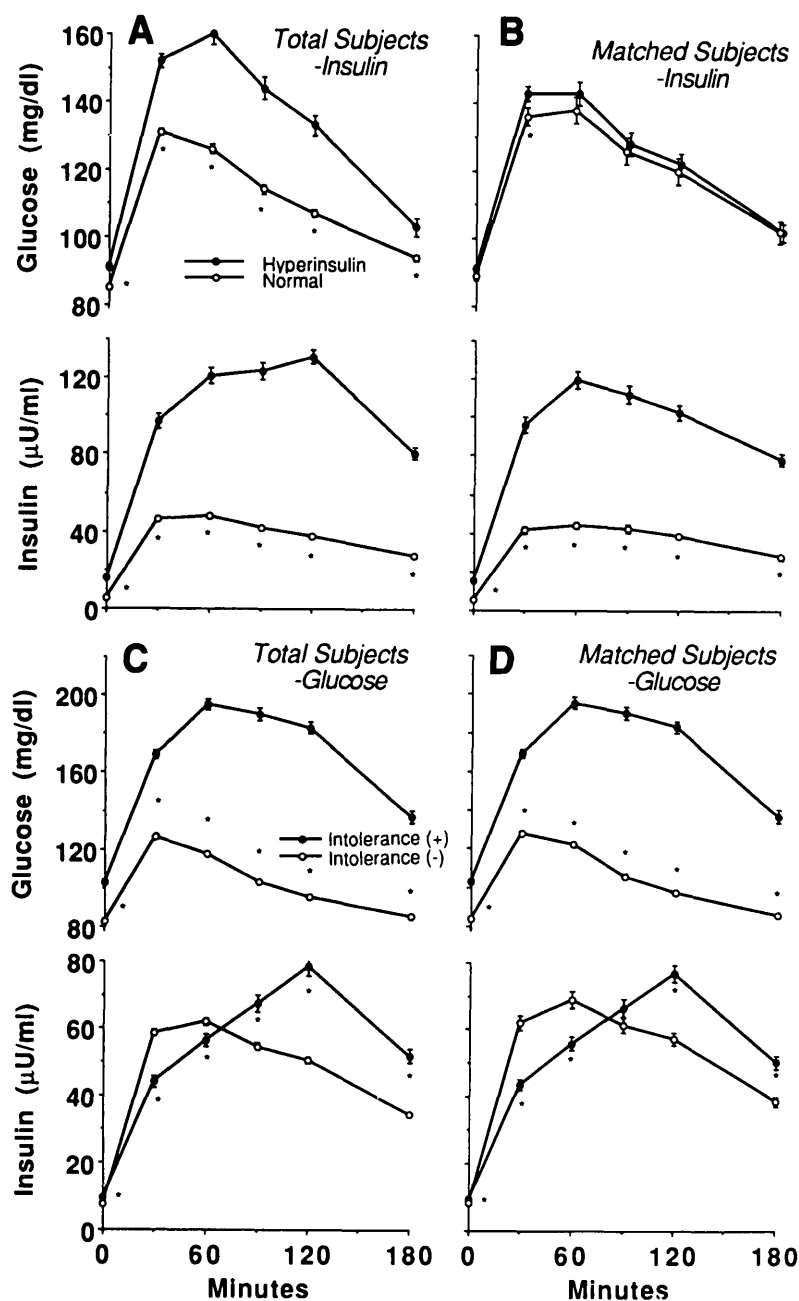 A
Total Subjects
-Insulin
Glucose (mg/dl)
160
140
120
100
80
Hyperinsulin
Normal
B
Matched Subjects
-Insulin
Insulin (µU/ml)
120
80
40
0
C
Total Subjects
-Glucose
Glucose (mg/dl)
200
160
120
80
Intolerance (+)
Intolerance (-)
D
Matched Subjects
-Glucose
Insulin (µU/ml)
80
60
40
20
0
0 60 120 180
Minutes
0 60 120 180
Minutes